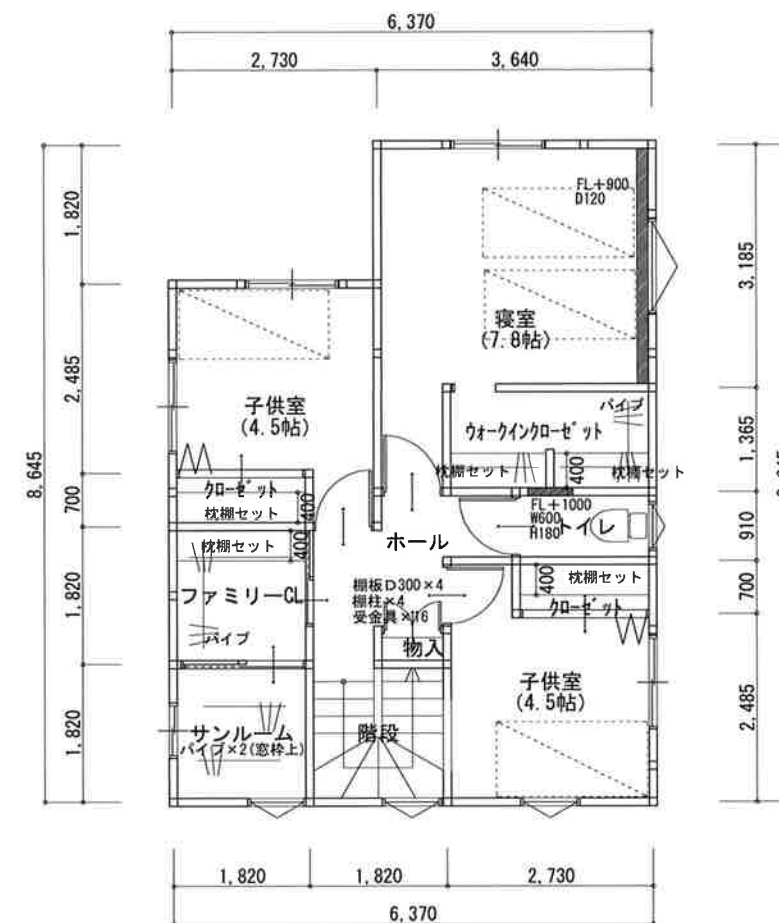 6,370
2,730
3,640
1,820
2,485
700
1,820
1,820
8,645
3,185
1,365
910
700
2,485
FL+900
D120
寝室
(7.8帖)
子供室
(4.5帖)
パイプ
ウォークインクローゼット
枕棚セット
400
枕棚セット
クローゼット
枕棚セット
400
FL+1000
W600
H180
トイレ
枕棚セット
400
ホール
ファミリーCL
パイプ
棚板D300×4
棚柱×4
受金具×16
物入
400
枕棚セット
クローゼット
子供室
(4.5帖)
サンルーム
パイプ×2(窓枠上)
階段
1,820
1,820
2,730
6,370